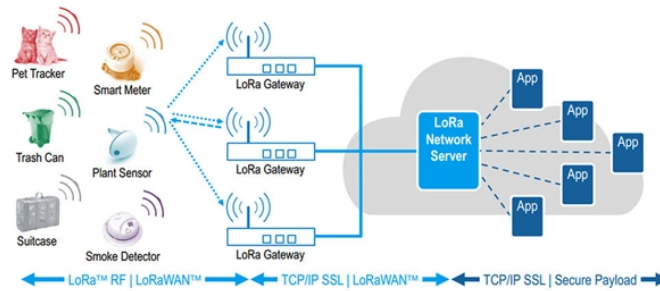 Pet Tracker
Smart Meter
Trash Can
Plant Sensor
Suitcase
Smoke Detector
LoRa Gateway
LoRa Gateway
LoRa Gateway
LoRa
Network
Server
App
App
App
App
App
LoRa™ RF | LoRaWAN™
TCP/IP SSL | LoRaWAN™
TCP/IP SSL | Secure Payload